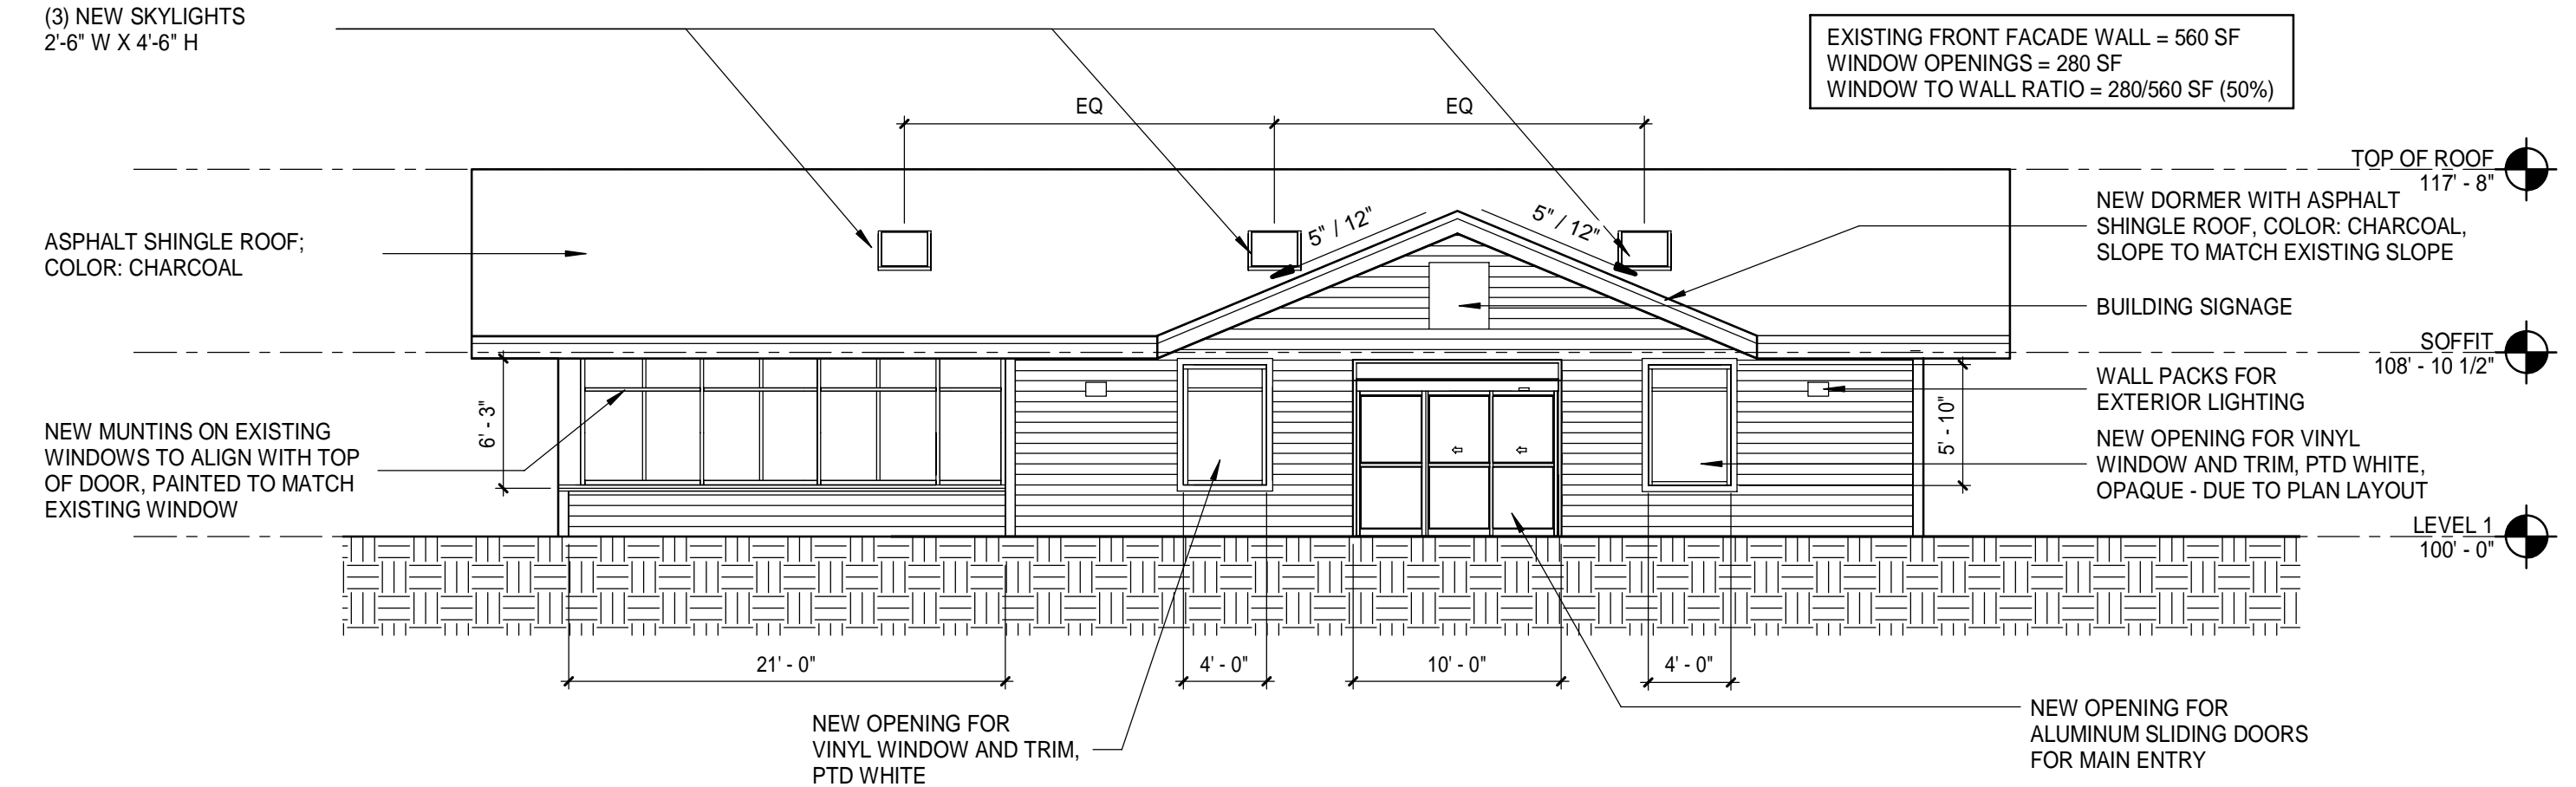 (3) NEW SKYLIGHTS
2'-6" W X 4'-6" H
EXISTING FRONT FACADE WALL = 560 SF
WINDOW OPENINGS = 280 SF
WINDOW TO WALL RATIO = 280/560 SF (50%)
EQ
EQ
TOP OF ROOF
117' - 8"
5" / 12"
5" / 12"
NEW DORMER WITH ASPHALT
SHINGLE ROOF, COLOR: CHARCOAL,
SLOPE TO MATCH EXISTING SLOPE
ASPHALT SHINGLE ROOF;
COLOR: CHARCOAL
BUILDING SIGNAGE
SOFFIT
108' - 10 1/2"
WALL PACKS FOR
EXTERIOR LIGHTING
6' - 3"
5' - 10"
NEW MUNTINS ON EXISTING
WINDOWS TO ALIGN WITH TOP
OF DOOR, PAINTED TO MATCH
EXISTING WINDOW
NEW OPENING FOR VINYL
WINDOW AND TRIM, PTD WHITE,
OPAQUE - DUE TO PLAN LAYOUT
LEVEL 1
100' - 0"
21' - 0"
4' - 0"
10' - 0"
4' - 0"
NEW OPENING FOR
VINYL WINDOW AND TRIM,
PTD WHITE
NEW OPENING FOR
ALUMINUM SLIDING DOORS
FOR MAIN ENTRY